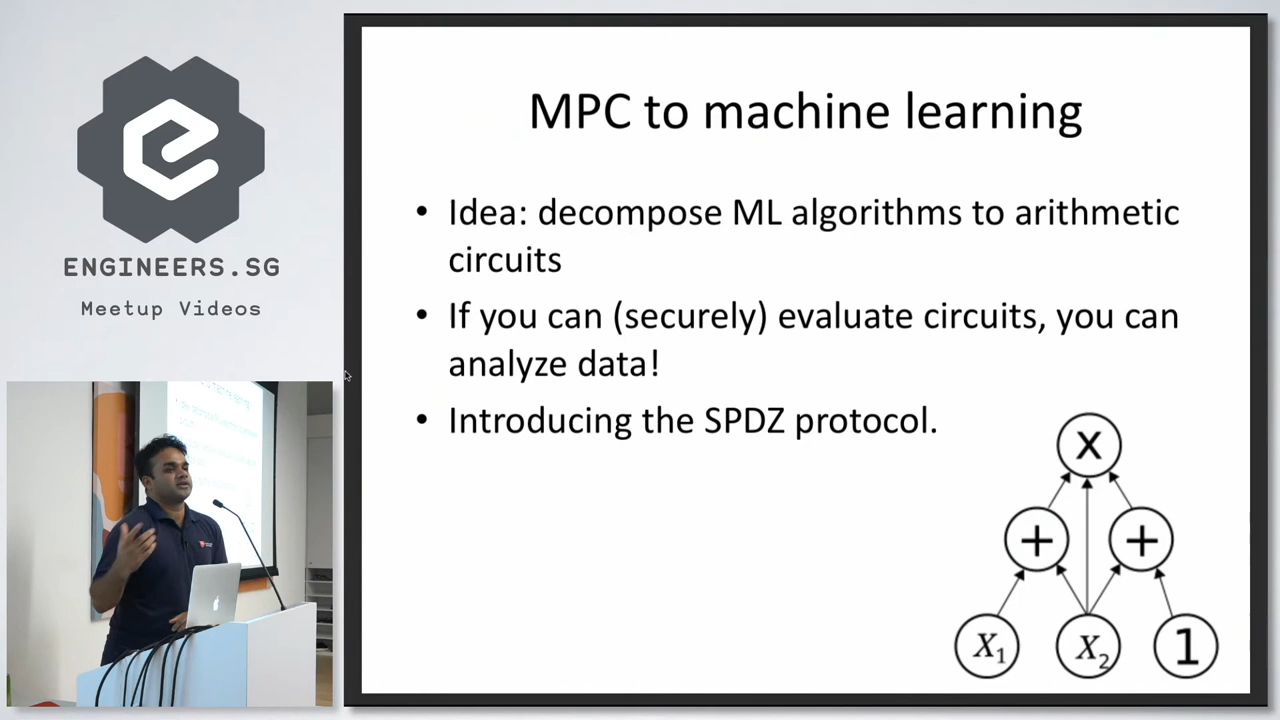 ENGINEERS.SG
Meetup Videos
MPC to machine learning
• Idea: decompose ML algorithms to arithmetic
circuits
• If you can (securely) evaluate circuits, you can
analyze data!
• Introducing the SPDZ protocol.
x
+ +
X₁ X₂ 1